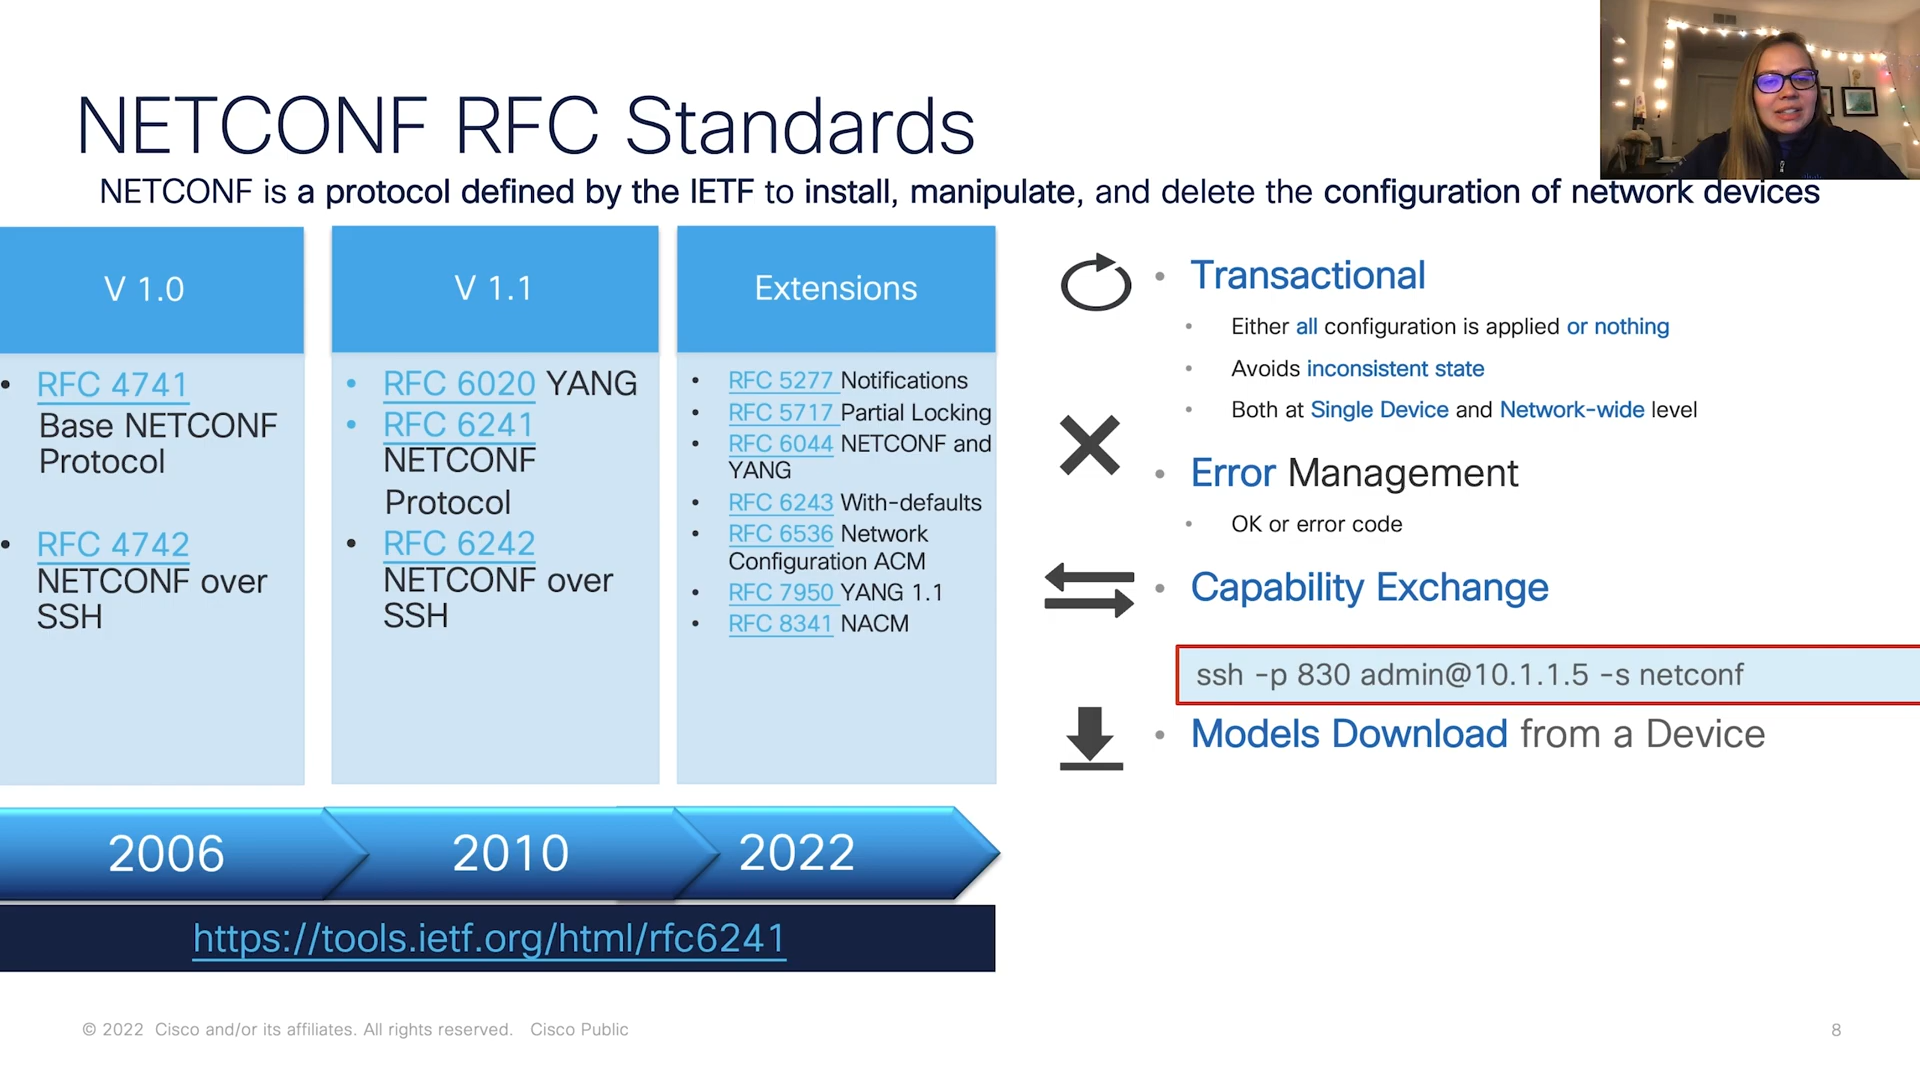 NETCONF RFC Standards
NETCONF is a protocol defined by the IETF to install, manipulate, and delete the configuration of network devices
V 1.0
RFC 4741
Base NETCONF
Protocol
RFC 4742
NETCONF over
SSH
V 1.1
RFC 6020 YANG
RFC 6241
NETCONF
Protocol
RFC 6242
NETCONF over
SSH
Extensions
RFC 5277 Notifications
RFC 5717 Partial Locking
RFC 6044 NETCONF and
YANG
RFC 6243 With-defaults
RFC 6536 Network
Configuration ACM
RFC 7950 YANG 1.1
RFC 8341 NACM
2006
2010
2022
https://tools.ietf.org/html/rfc6241
Transactional
Either all configuration is applied or nothing
Avoids inconsistent state
Both at Single Device and Network-wide level
Error Management
OK or error code
Capability Exchange
ssh -p 830 admin@10.1.1.5 -s netconf
Models Download from a Device
© 2022 Cisco and/or its affiliates. All rights reserved. Cisco Public
8